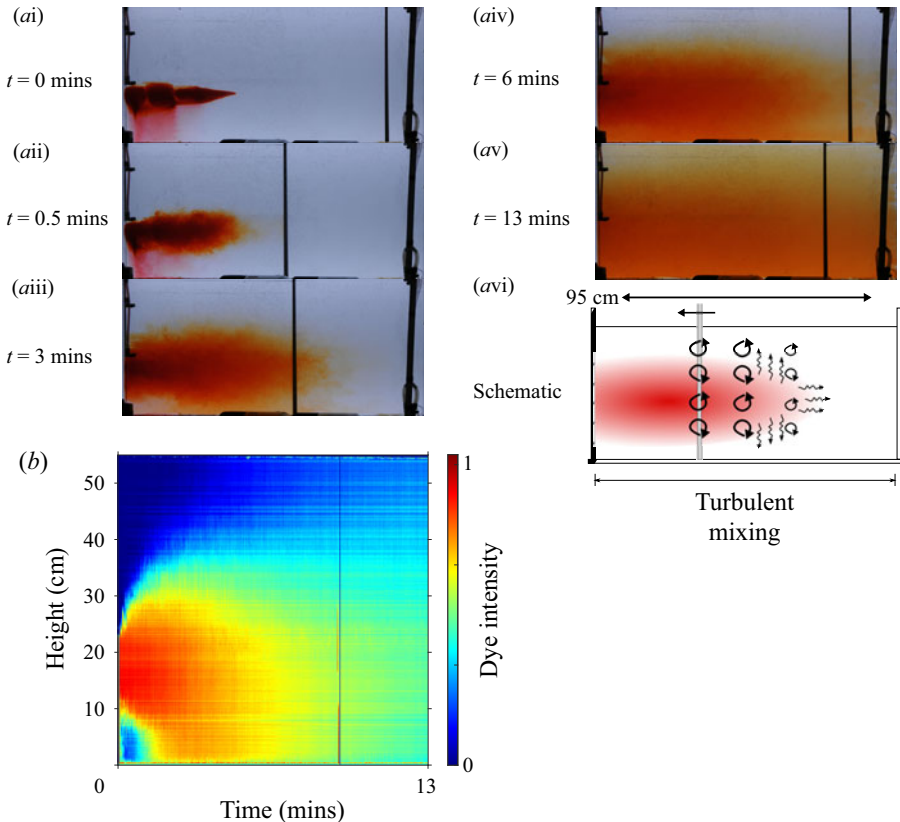 (ai)
t = 0 mins
(aii)
t = 0.5 mins
(aiii)
t = 3 mins
(aiv)
t = 6 mins
(av)
t = 13 mins
(avi)
95 cm
Schematic
Turbulent
mixing
(b)
50
40
30
20
10
0
Height (cm)
Time (mins)
13
1
0
Dye intensity